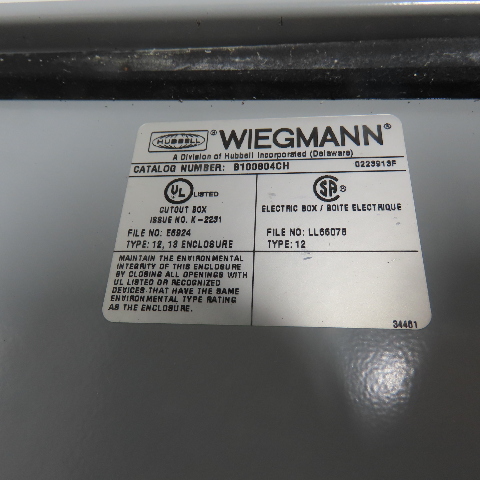 HUBBELL ® WIEGMANN®
A Division of Hubbell Incorporated (Delaware)
CATALOG NUMBER: B100804CH 0223913F
UL LISTED
CUTOUT BOX
ISSUE NO. K-2231
FILE NO: E6924
TYPE: 12, 13 ENCLOSURE
SA ®
ELECTRIC BOX / BOITE ELECTRIQUE
FILE NO: LL66078
TYPE: 12
MAINTAIN THE ENVIRONMENTAL
INTEGRITY OF THIS ENCLOSURE
BY CLOSING ALL OPENINGS WITH
UL LISTED OR RECOGNIZED
DEVICES THAT HAVE THE SAME
ENVIRONMENTAL TYPE RATING
AS THE ENCLOSURE.
34461